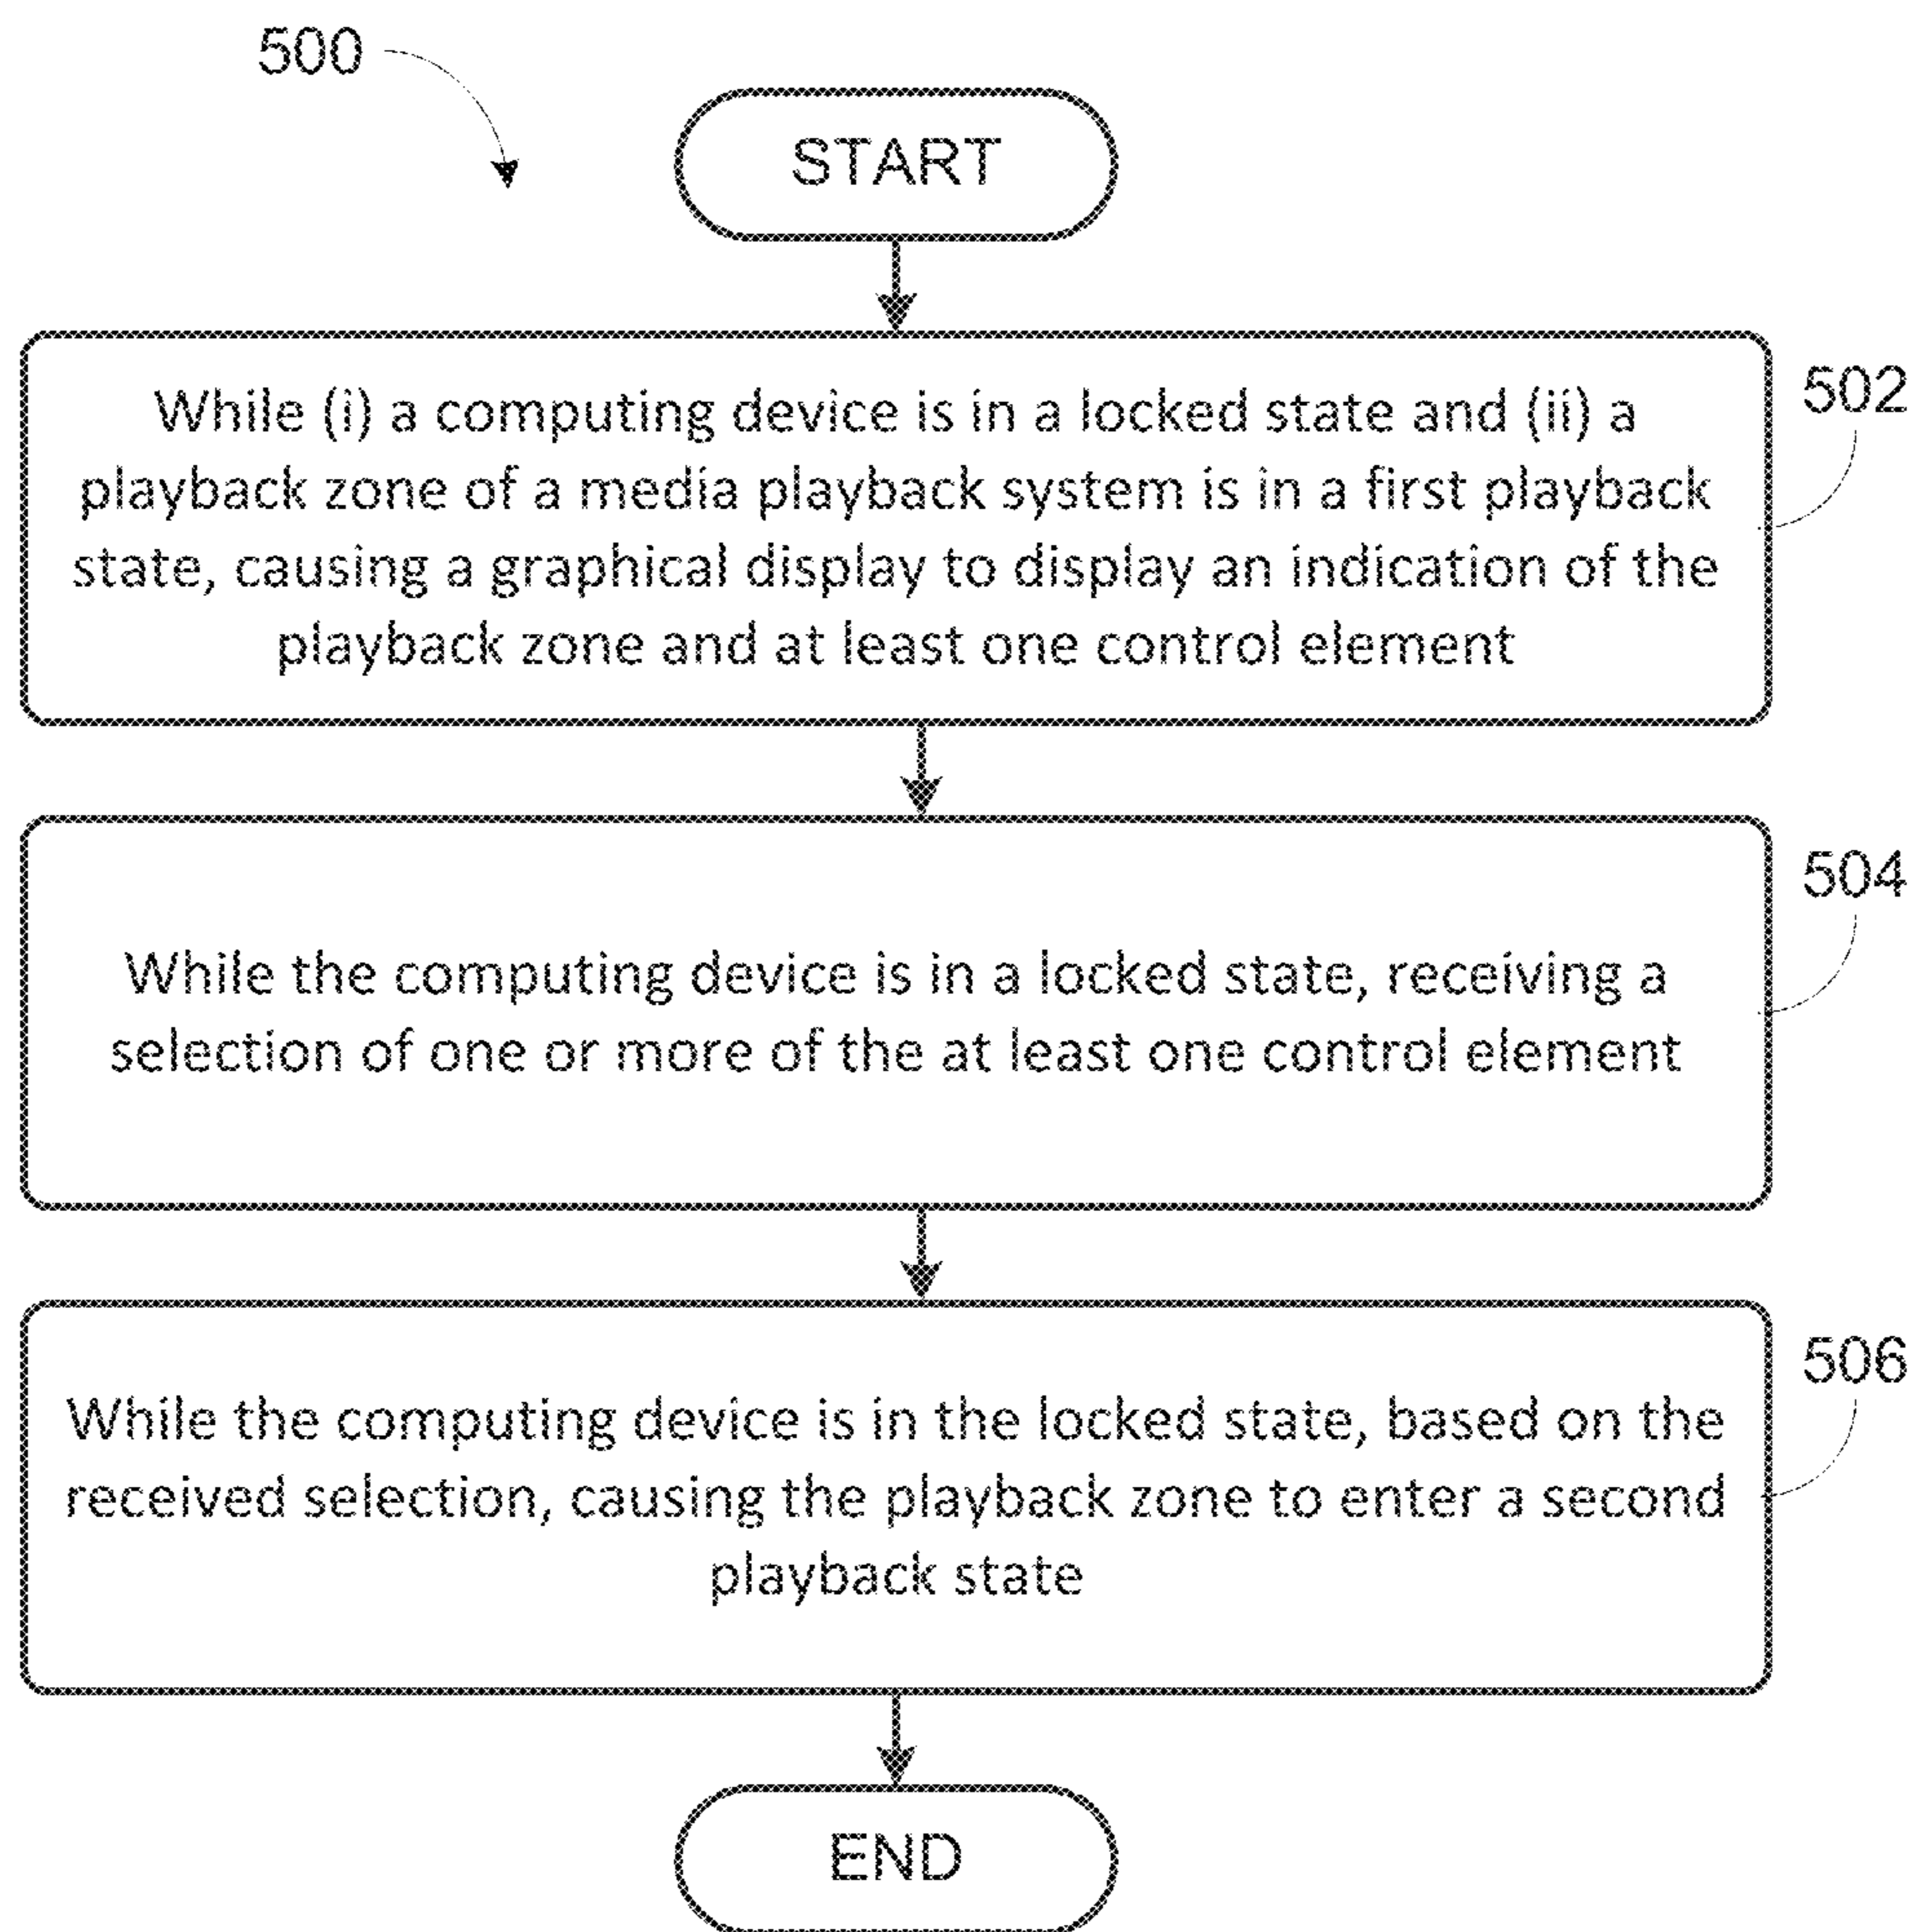 500
START
While (i) a computing device is in a locked state and (ii) a
playback zone of a media playback system is in a first playback
state, causing a graphical display to display an indication of the
playback zone and at least one control element
502
While the computing device is in a locked state, receiving a
selection of one or more of the at least one control element
504
While the computing device is in the locked state, based on the
received selection, causing the playback zone to enter a second
playback state
506
END